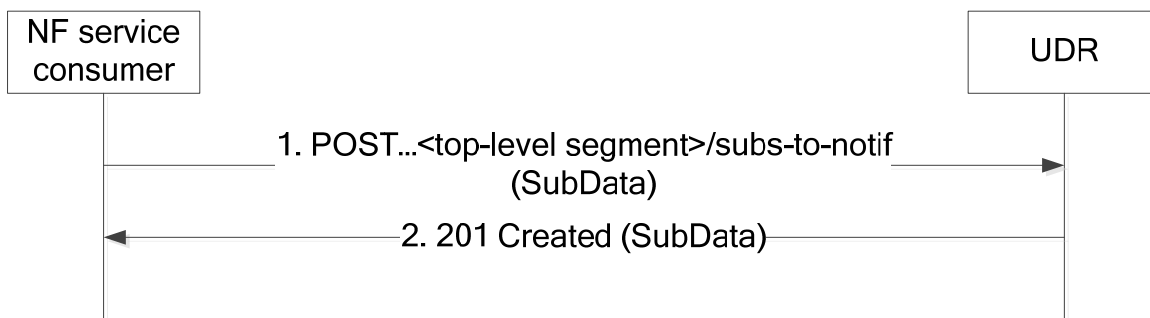 NF service
consumer
UDR
1. POST...<top-level segment>/subs-to-notif
(SubData)
2. 201 Created (SubData)